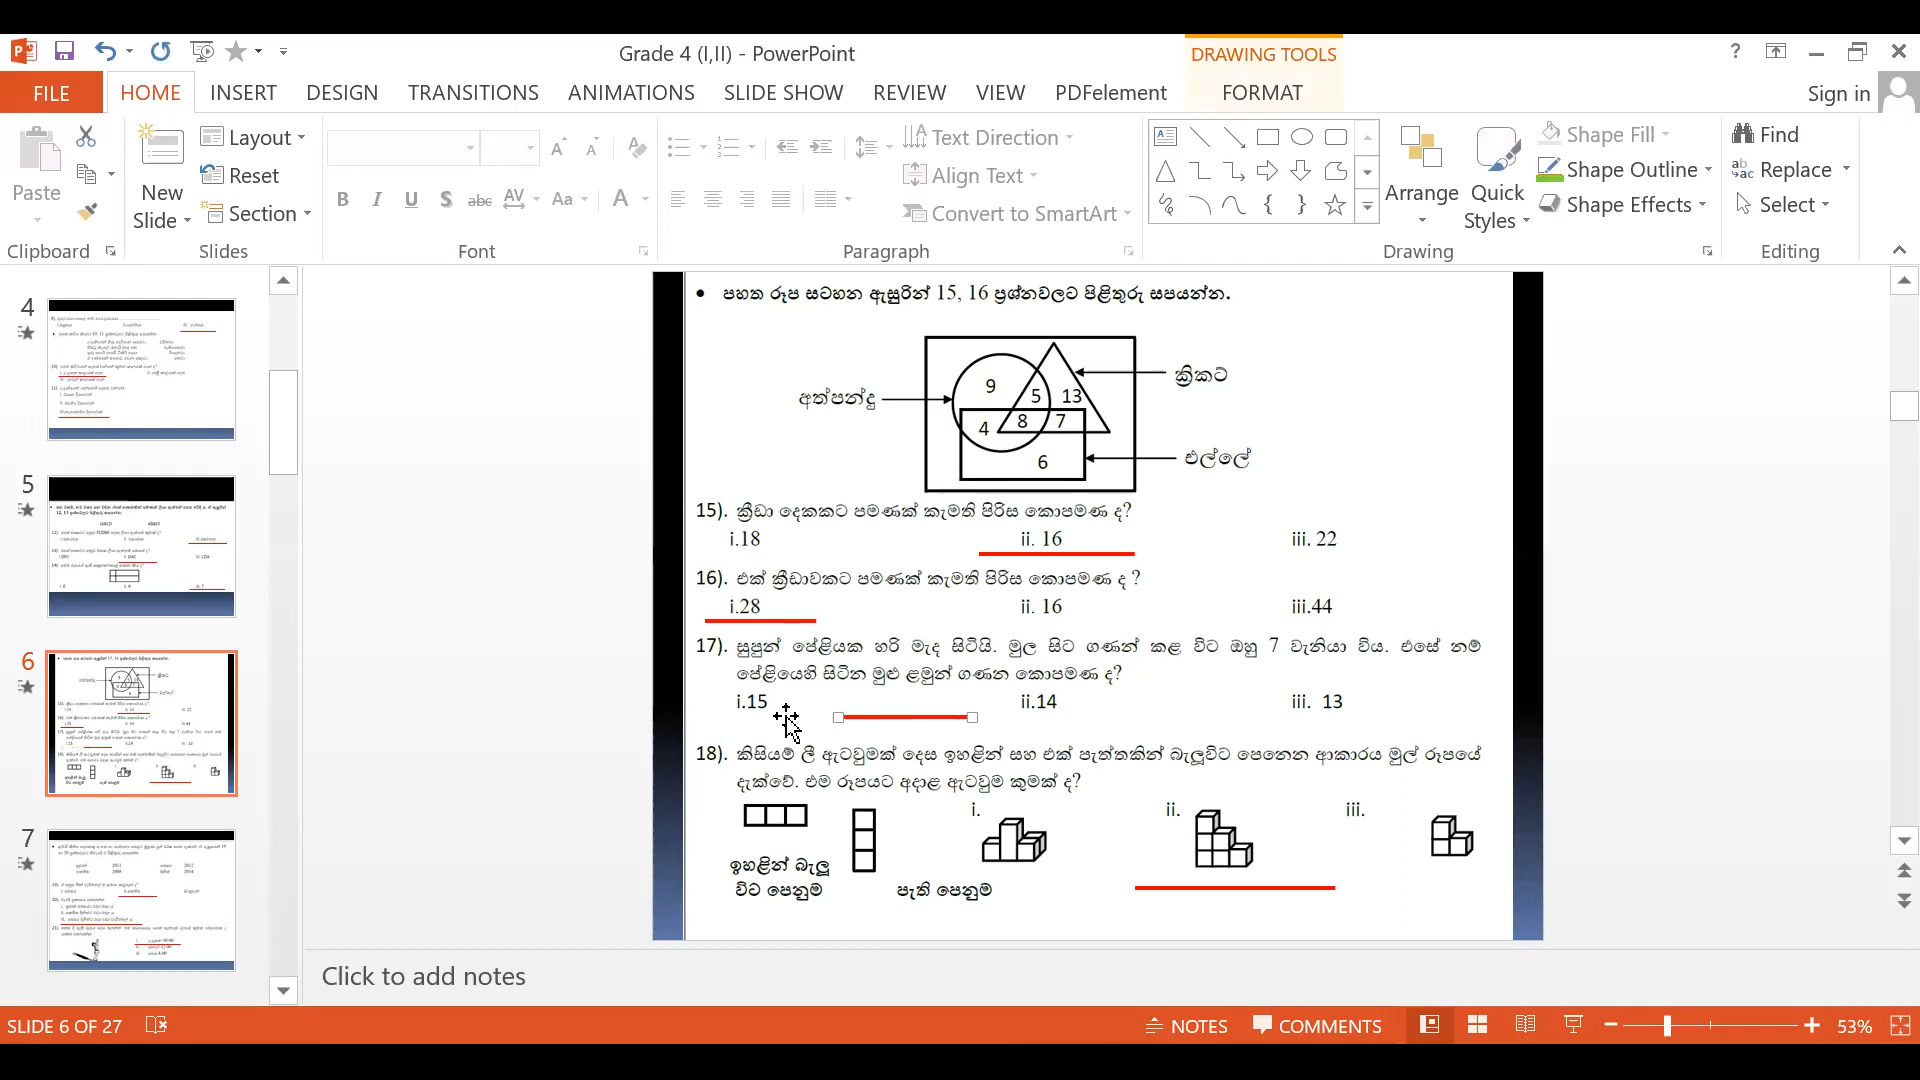 Grade 4 (I,II) - PowerPoint
DRAWING TOOLS
?
FILE
HOME
INSERT
DESIGN
TRANSITIONS
ANIMATIONS
SLIDE SHOW
REVIEW
VIEW
PDFelement
FORMAT
Sign in
Paste
New Slide
Layout
Reset
Section
Text Direction
Align Text
Convert to SmartArt
Arrange
Quick Styles
Shape Fill
Shape Outline
Shape Effects
Find
Replace
Select
Clipboard
Slides
Font
Paragraph
Drawing
Editing
4
5
6
7
• පහත රූප සටහන ඇසුරින් 15, 16 ප්‍රශ්නවලට පිළිතුරු සපයන්න.
අත්පන්දු
ක්‍රිකට්
එල්ලේ
9
5
13
4
8
7
6
15). ක්‍රීඩා දෙකකට පමණක් කැමති පිරිස කොපමණ ද?
i.18 ii. 16 iii. 22
16). එක් ක්‍රීඩාවකට පමණක් කැමති පිරිස කොපමණ ද ?
i.28 ii. 16 iii.44
17). සුපුන් පේළියක හරි මැද සිටියි. මුල සිට ගණන් කළ විට ඔහු 7 වැනියා විය. එසේ නම්
පේළියෙහි සිටින මුළු ළමුන් ගණන කොපමණ ද?
i.15 ii.14 iii. 13
18). කිසියම් ලී ඇටවුමක් දෙස ඉහළින් සහ එක් පැත්තකින් බැලූවිට පෙනෙන ආකාරය මුල් රූපයේ
දැක්වේ. එම රූපයට අදාළ ඇටවුම කුමක් ද?
i. ii. iii.
ඉහළින් බැලූ
විට පෙනුම පැති පෙනුම
Click to add notes
SLIDE 6 OF 27
NOTES
COMMENTS
53%